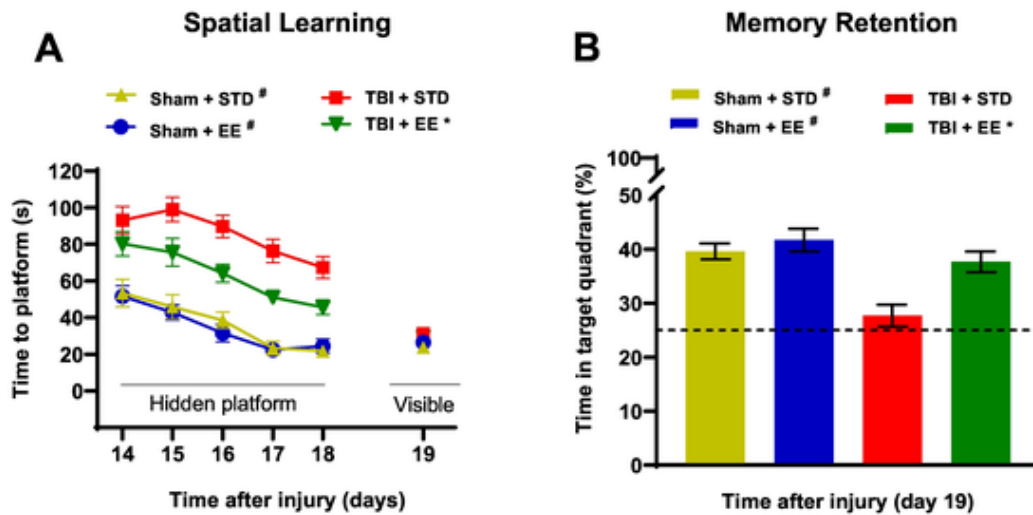 Spatial Learning
A
Sham + STD #
TBI + STD
Sham + EE #
TBI + EE *
Time to platform (s)
120
100
80
60
40
20
0
Hidden platform
Visible
14 15 16 17 18 19
Time after injury (days)
Memory Retention
B
Sham + STD #
TBI + STD
Sham + EE #
TBI + EE *
Time in target quadrant (%)
100
50
40
30
20
10
0
Time after injury (day 19)